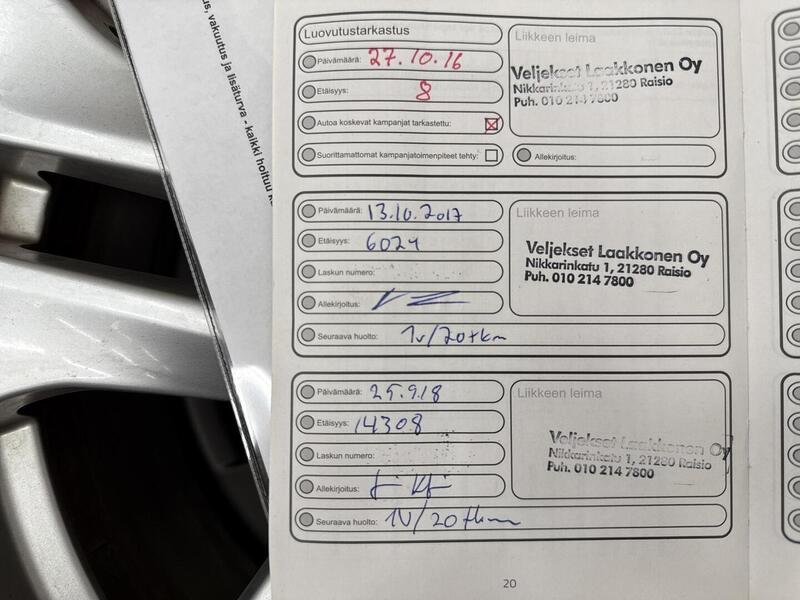 us, vakuutus ja lisäturva - kaikki hoituu k
Luovutustarkastus
Päivämäärä: 27.10.16
Etäisyys: 8
Autoa koskevat kampanjat tarkastettu:
Suorittamattomat kampanjatoimenpiteet tehty:
Liikkeen leima
Veljekset Laakkonen Oy
Nikkarinkatu 1, 21280 Raisio
Puh. 010 214 7800
Allekirjoitus:
Päivämäärä: 13.10.2017
Etäisyys: 6024
Laskun numero:
Allekirjoitus:
Seuraava huolto: 1v/20tkm
Liikkeen leima
Veljekset Laakkonen Oy
Nikkarinkatu 1, 21280 Raisio
Puh. 010 214 7800
Päivämäärä: 25.9.18
Etäisyys: 14308
Laskun numero:
Allekirjoitus:
Seuraava huolto: 1V/20tkm
Liikkeen leima
Veljekset Laakkonen Oy
Nikkarinkatu 1, 21280 Raisio
Puh. 010 214 7800
20